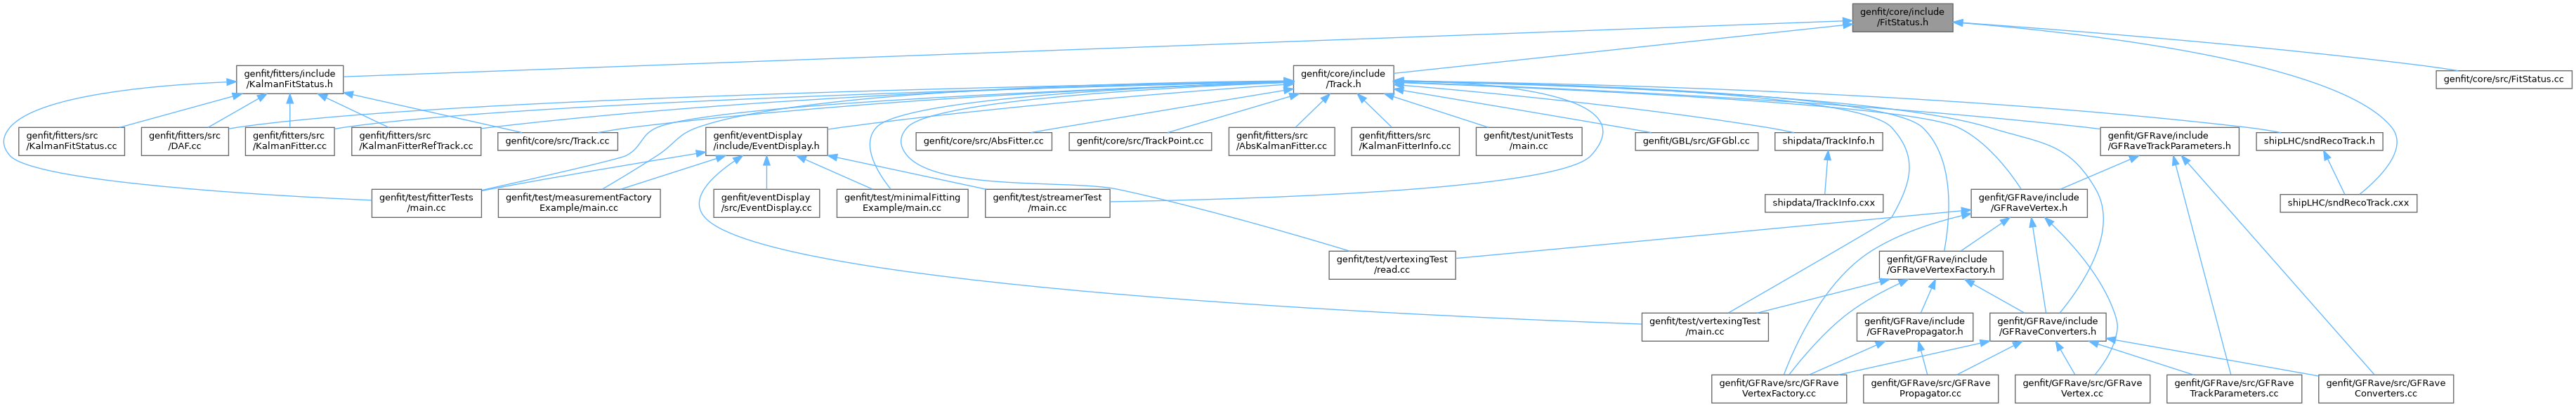 genfit/core/include
/FitStatus.h
genfit/fitters/include
/KalmanFitStatus.h
genfit/core/include
/Track.h
genfit/core/src/FitStatus.cc
genfit/fitters/src
/KalmanFitStatus.cc
genfit/fitters/src
/DAF.cc
genfit/fitters/src
/KalmanFitter.cc
genfit/fitters/src
/KalmanFitterRefTrack.cc
genfit/core/src/Track.cc
genfit/eventDisplay
/include/EventDisplay.h
genfit/core/src/AbsFitter.cc
genfit/core/src/TrackPoint.cc
genfit/fitters/src
/AbsKalmanFitter.cc
genfit/fitters/src
/KalmanFitterInfo.cc
genfit/test/unitTests
/main.cc
genfit/GBL/src/GFGbl.cc
shipdata/TrackInfo.h
genfit/GFRave/include
/GFRaveTrackParameters.h
shipLHC/sndRecoTrack.h
genfit/test/fitterTests
/main.cc
genfit/test/measurementFactory
Example/main.cc
genfit/eventDisplay
/src/EventDisplay.cc
genfit/test/minimalFitting
Example/main.cc
genfit/test/streamerTest
/main.cc
shipdata/TrackInfo.cxx
genfit/GFRave/include
/GFRaveVertex.h
shipLHC/sndRecoTrack.cxx
genfit/test/vertexingTest
/read.cc
genfit/GFRave/include
/GFRaveVertexFactory.h
genfit/test/vertexingTest
/main.cc
genfit/GFRave/include
/GFRavePropagator.h
genfit/GFRave/include
/GFRaveConverters.h
genfit/GFRave/src/GFRave
VertexFactory.cc
genfit/GFRave/src/GFRave
Propagator.cc
genfit/GFRave/src/GFRave
Vertex.cc
genfit/GFRave/src/GFRave
TrackParameters.cc
genfit/GFRave/src/GFRave
Converters.cc